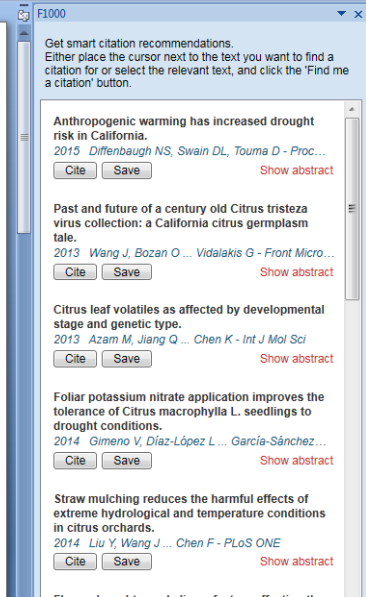 F1000
Get smart citation recommendations.
Either place the cursor next to the text you want to find a
citation for or select the relevant text, and click the 'Find me
a citation' button.
Anthropogenic warming has increased drought
risk in California.
2015 Diffenbaugh NS, Swain DL, Touma D - Proc…
Cite Save Show abstract
Past and future of a century old Citrus tristeza
virus collection: a California citrus germplasm
tale.
2013 Wang J, Bozan O ... Vidalakis G - Front Micro…
Cite Save Show abstract
Citrus leaf volatiles as affected by developmental
stage and genetic type.
2013 Azam M, Jiang Q ... Chen K - Int J Mol Sci
Cite Save Show abstract
Foliar potassium nitrate application improves the
tolerance of Citrus macrophylla L. seedlings to
drought conditions.
2014 Gimeno V, Díaz-López L ... García-Sánchez…
Cite Save Show abstract
Straw mulching reduces the harmful effects of
extreme hydrological and temperature conditions
in citrus orchards.
2014 Liu Y, Wang J ... Chen F - PLoS ONE
Cite Save Show abstract